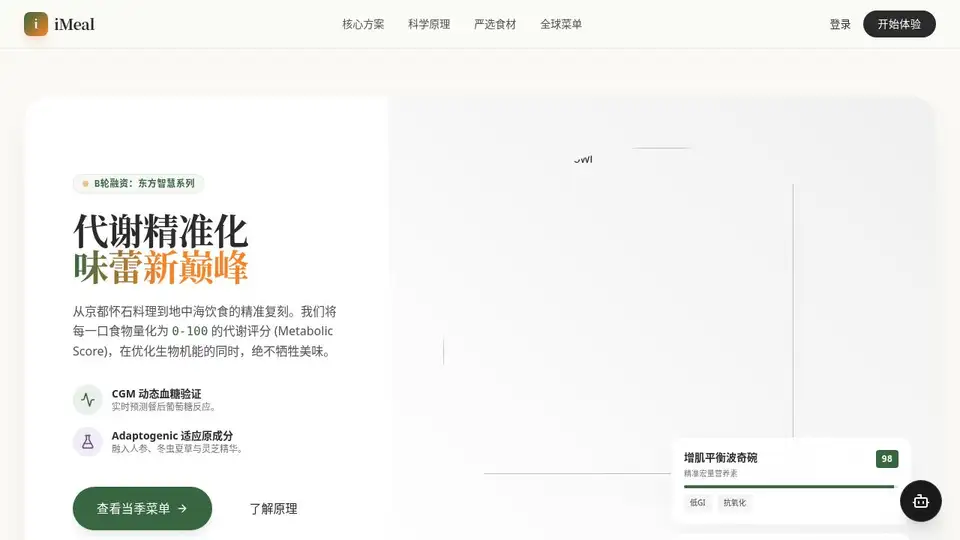 i iMeal
核心方案 科学原理 严选食材 全球菜单
登录 开始体验
B轮融资：东方智慧系列
代谢精准化
味蕾新巅峰
从京都怀石料理到地中海饮食的精准复刻。我们将
每一口食物量化为 0-100 的代谢评分 (Metabolic
Score)，在优化生物机能的同时，绝不牺牲美味。
CGM 动态血糖验证
实时预测餐后葡萄糖反应。
Adaptogenic 适应原成分
融入人参、冬虫夏草与灵芝精华。
查看当季菜单 →
了解原理
增肌平衡波奇碗 98
精准宏量营养素
低GI 抗氧化